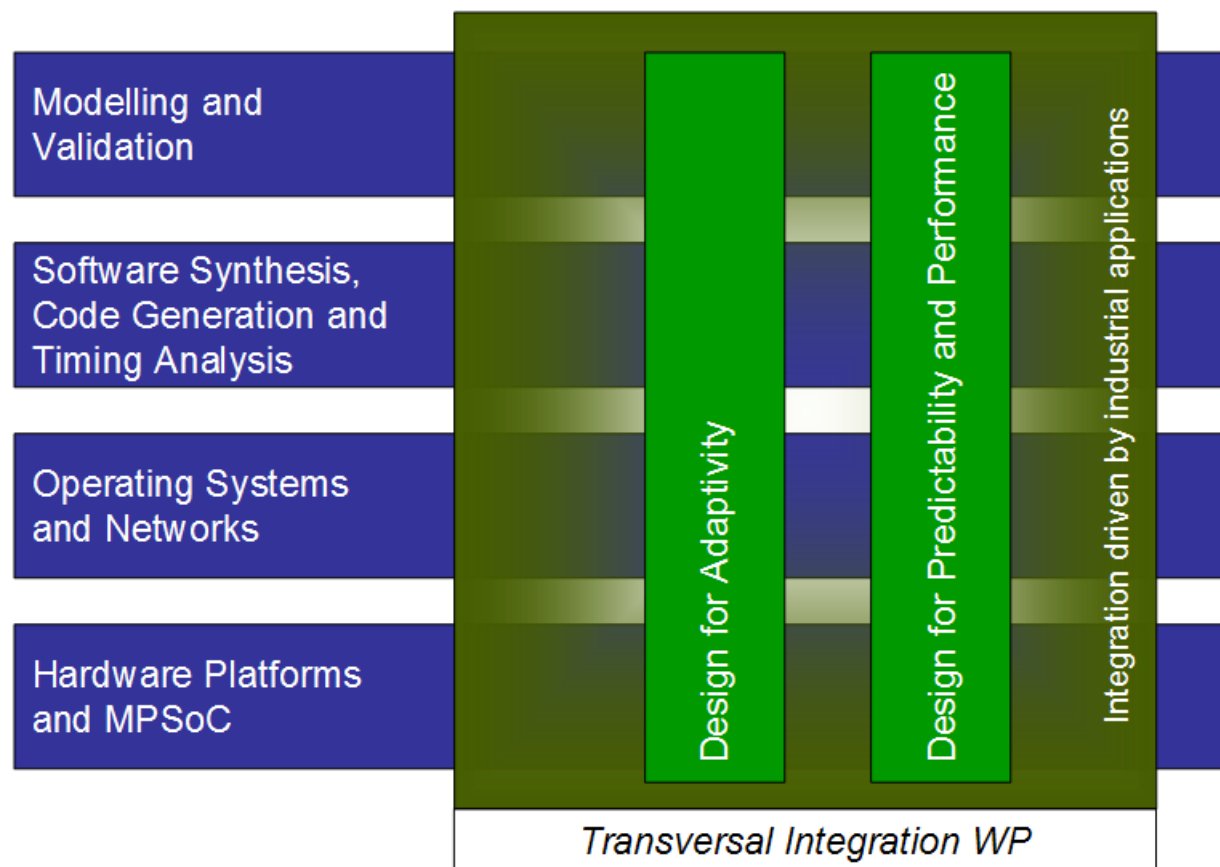 Modelling and
Validation
Software Synthesis,
Code Generation and
Timing Analysis
Operating Systems
and Networks
Hardware Platforms
and MPSoC
Design for Adaptivity
Design for Predictability and Performance
Integration driven by industrial applications
Transversal Integration WP